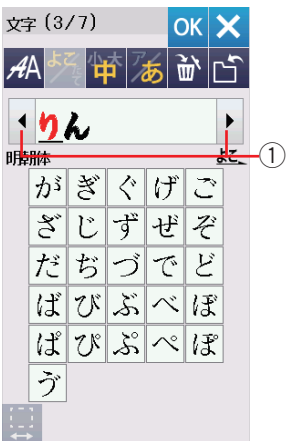 文字 (3/7) OK ×
AA よこたて 小大中 アあ
りん ①
明朝体 よこ
がぎぐげご
ざじずぜぞ
だぢづでど
ばびぶべぼ
ぱぴぷぺぽ
ゔ